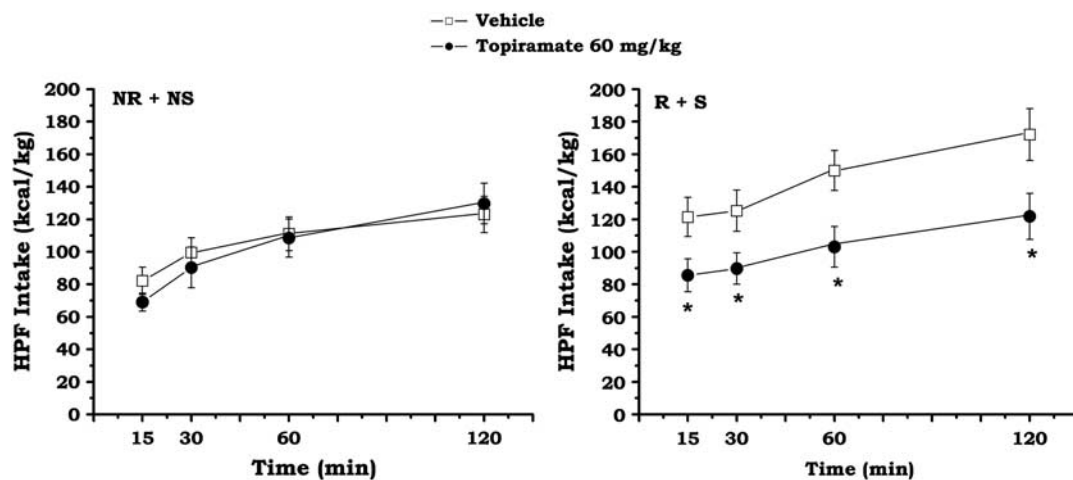 Vehicle
Topiramate 60 mg/kg
NR + NS
HPF Intake (kcal/kg)
200
180
160
140
120
100
80
60
40
20
0
15 30 60 120
Time (min)
R + S
HPF Intake (kcal/kg)
200
180
160
140
120
100
80
60
40
20
0
* * * *
15 30 60 120
Time (min)